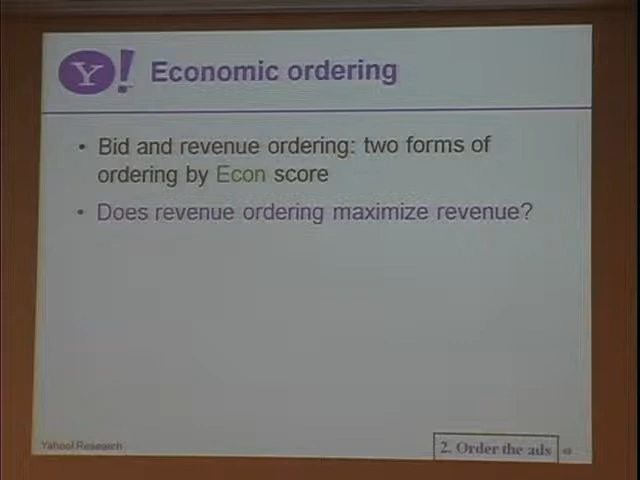 Y! Economic ordering
• Bid and revenue ordering: two forms of
ordering by Econ score
• Does revenue ordering maximize revenue?
Yahoo! Research
2. Order the ads